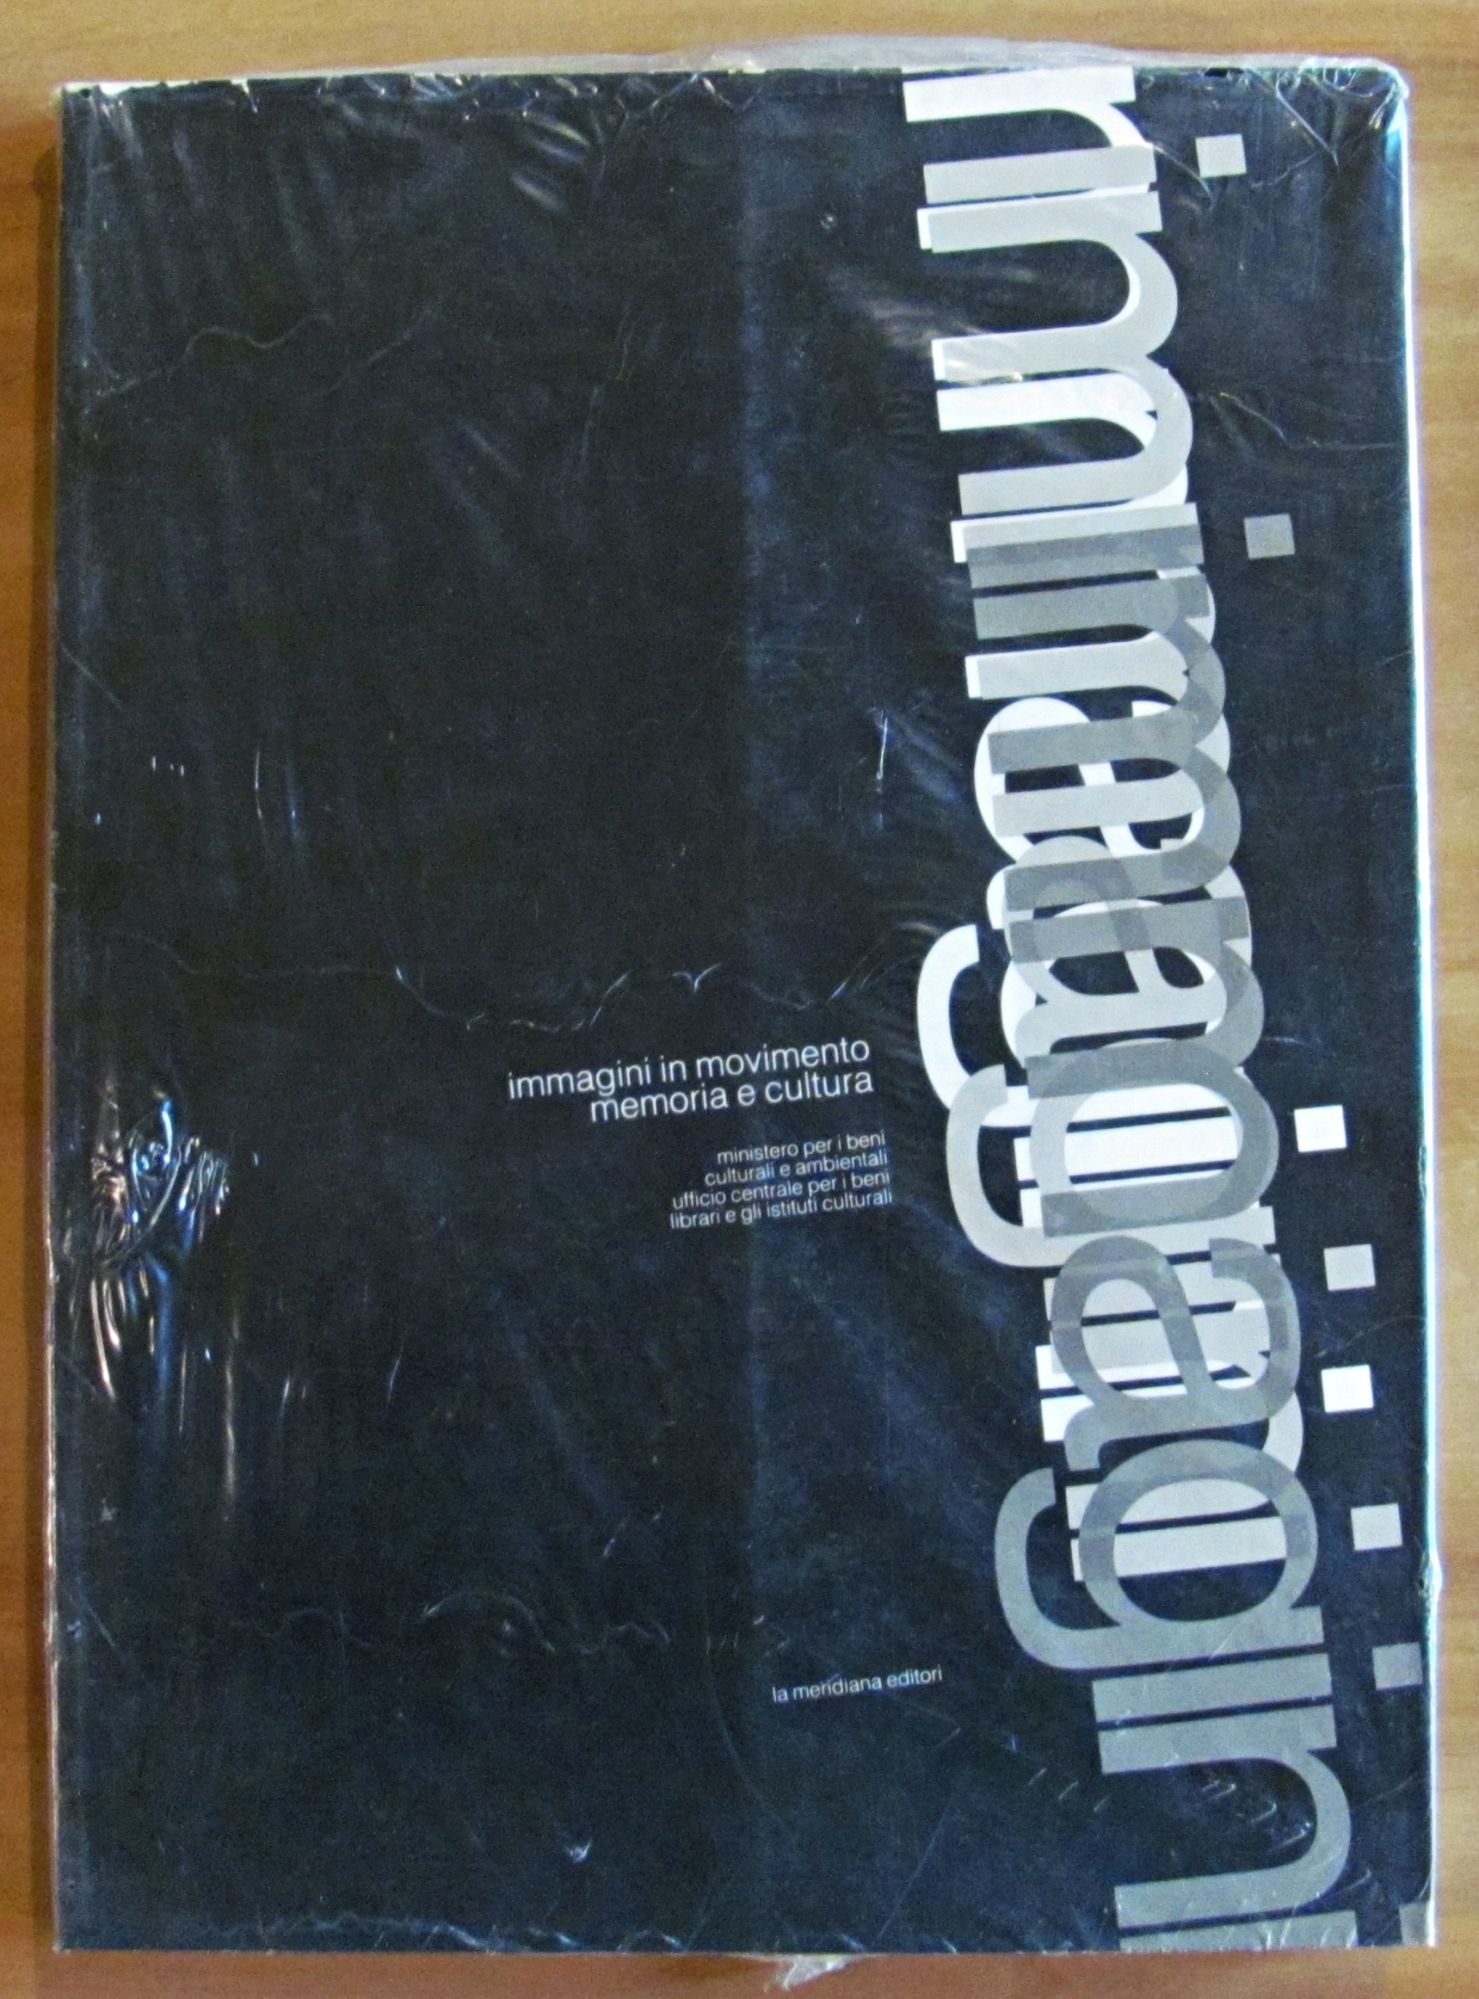 immagini in movimento
memoria e cultura
ministero per i beni
culturali e ambientali
ufficio centrale per i beni
librari e gli istituti culturali
la meridiana editori
immagini